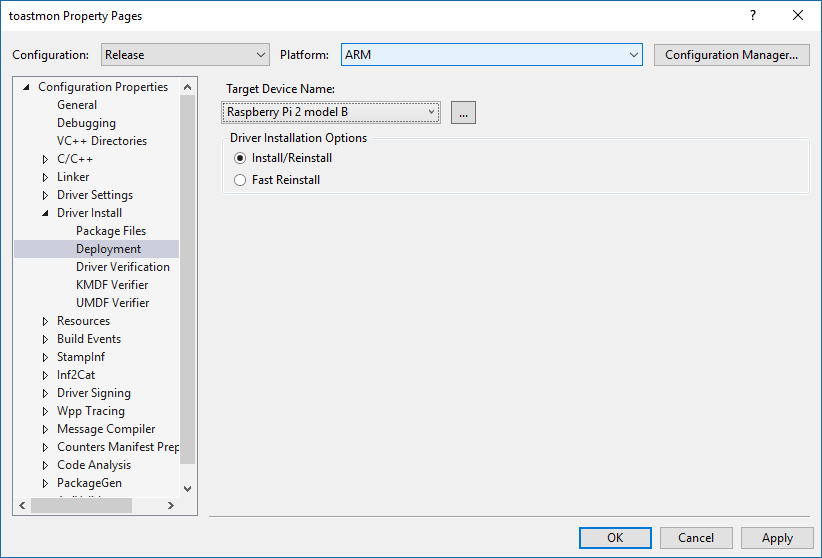 toastmon Property Pages
?
Configuration: Release Platform: ARM Configuration Manager...
Configuration Properties
General
Debugging
VC++ Directories
C/C++
Linker
Driver Settings
Driver Install
Package Files
Deployment
Driver Verification
KMDF Verifier
UMDF Verifier
Resources
Build Events
StampInf
Inf2Cat
Driver Signing
Wpp Tracing
Message Compiler
Counters Manifest Prep
Code Analysis
PackageGen
Target Device Name:
Raspberry Pi 2 model B ...
Driver Installation Options
Install/Reinstall
Fast Reinstall
OK Cancel Apply